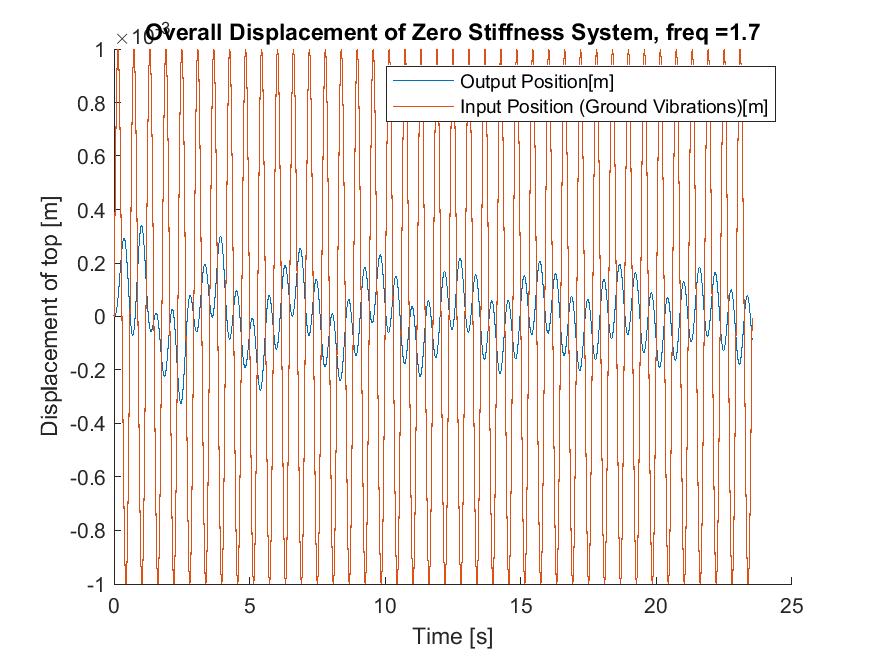 ×10-3
Overall Displacement of Zero Stiffness System, freq =1.7
Output Position[m]
Input Position (Ground Vibrations)[m]
Displacement of top [m]
1
0.8
0.6
0.4
0.2
0
-0.2
-0.4
-0.6
-0.8
-1
0 5 10 15 20 25
Time [s]